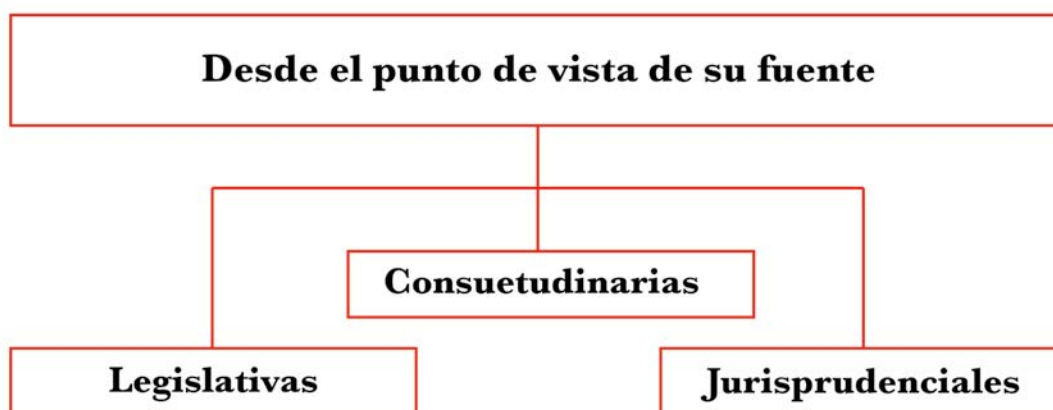 Desde el punto de vista de su fuente
Consuetudinarias
Legislativas
Jurisprudenciales